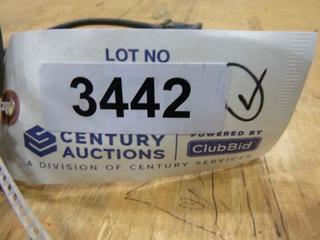 LOT NO
3442
CENTURY AUCTIONS
POWERED BY
ClubBid
A DIVISION OF CENTURY SERVICES